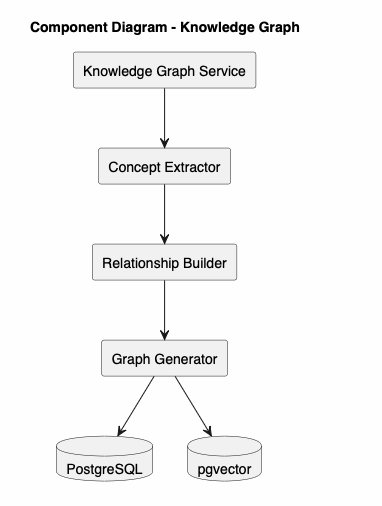 Component Diagram - Knowledge Graph
Knowledge Graph Service
Concept Extractor
Relationship Builder
Graph Generator
PostgreSQL
pgvector